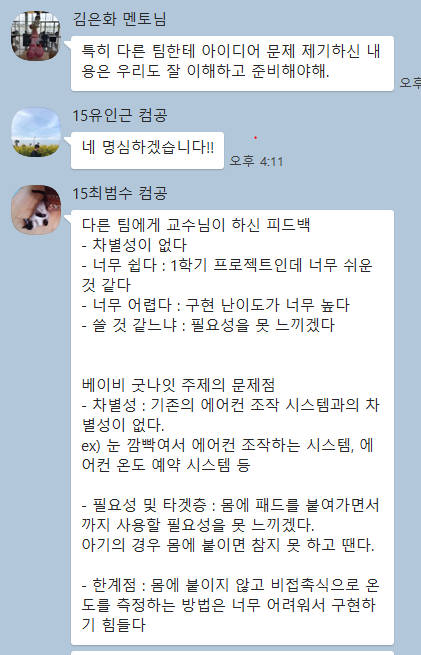 김은화 멘토님
특히 다른 팀한테 아이디어 문제 제기하신 내
용은 우리도 잘 이해하고 준비해야해.
오후
15유인근 컴공
네 명심하겠습니다!!
오후 4:11
15최범수 컴공
다른 팀에게 교수님이 하신 피드백
- 차별성이 없다
- 너무 쉽다 : 1학기 프로젝트인데 너무 쉬운
것 같다
- 너무 어렵다 : 구현 난이도가 너무 높다
- 쓸 것 같느냐 : 필요성을 못 느끼겠다
베이비 굿나잇 주제의 문제점
- 차별성 : 기존의 에어컨 조작 시스템과의 차
별성이 없다.
ex) 눈 깜빡여서 에어컨 조작하는 시스템, 에
어컨 온도 예약 시스템 등
- 필요성 및 타겟층 : 몸에 패드를 붙여가면서
까지 사용할 필요성을 못 느끼겠다.
아기의 경우 몸에 붙이면 참지 못 하고 땐다.
- 한계점 : 몸에 붙이지 않고 비접촉식으로 온
도를 측정하는 방법은 너무 어려워서 구현하
기 힘들다